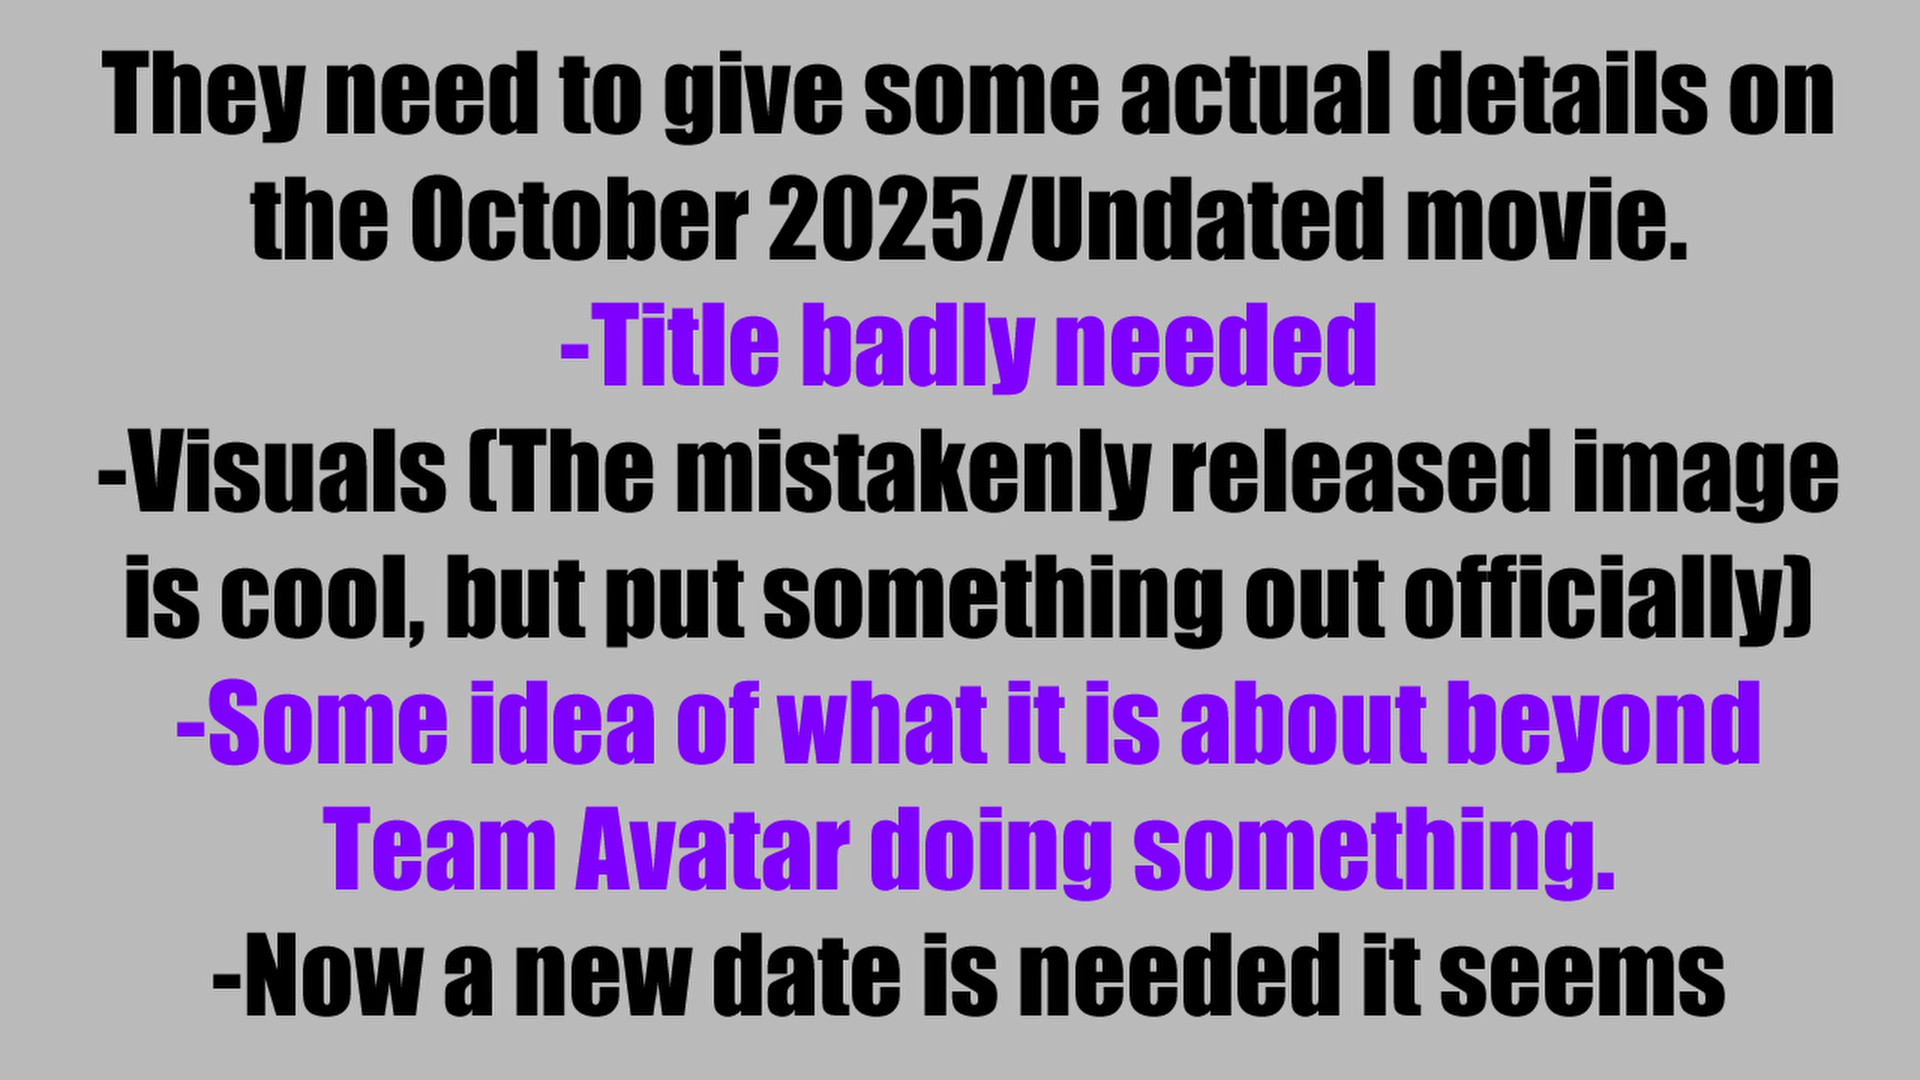 They need to give some actual details on
the October 2025/Undated movie.
-Title badly needed
-Visuals (The mistakenly released image
is cool, but put something out officially)
-Some idea of what it is about beyond
Team Avatar doing something.
-Now a new date is needed it seems